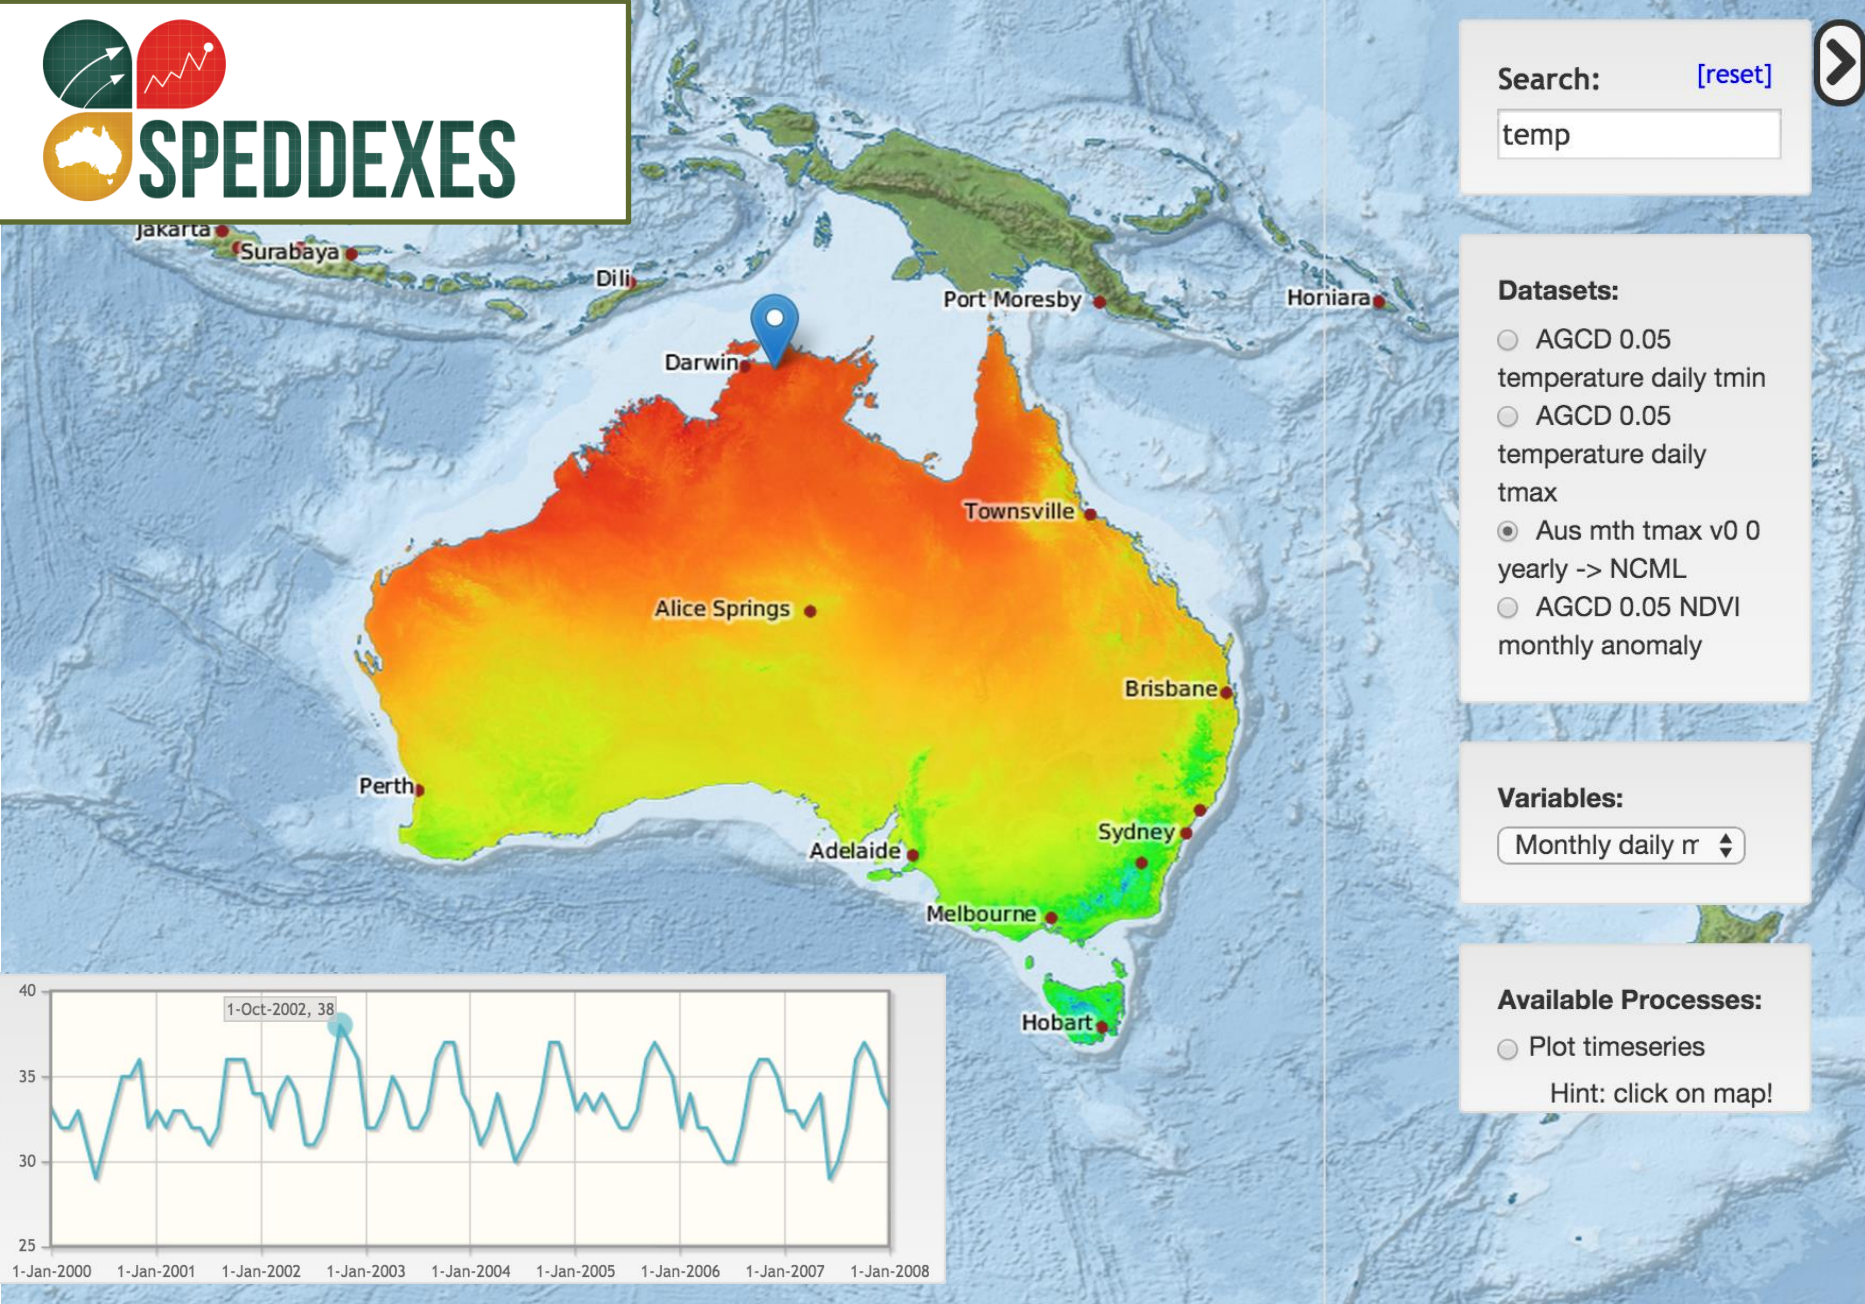 SPEDDEXES
Search:
[reset]
temp
Datasets:
AGCD 0.05
temperature daily tmin
AGCD 0.05
temperature daily
tmax
Aus mth tmax v0 0
yearly -> NCML
AGCD 0.05 NDVI
monthly anomaly
Variables:
Monthly daily m
Available Processes:
Plot timeseries
Hint: click on map!
Jakarta
Surabaya
Dili
Port Moresby
Honiara
Darwin
Townsville
Alice Springs
Brisbane
Perth
Sydney
Adelaide
Melbourne
Hobart
1-Oct-2002, 38
40
35
30
25
1-Jan-2000
1-Jan-2001
1-Jan-2002
1-Jan-2003
1-Jan-2004
1-Jan-2005
1-Jan-2006
1-Jan-2007
1-Jan-2008